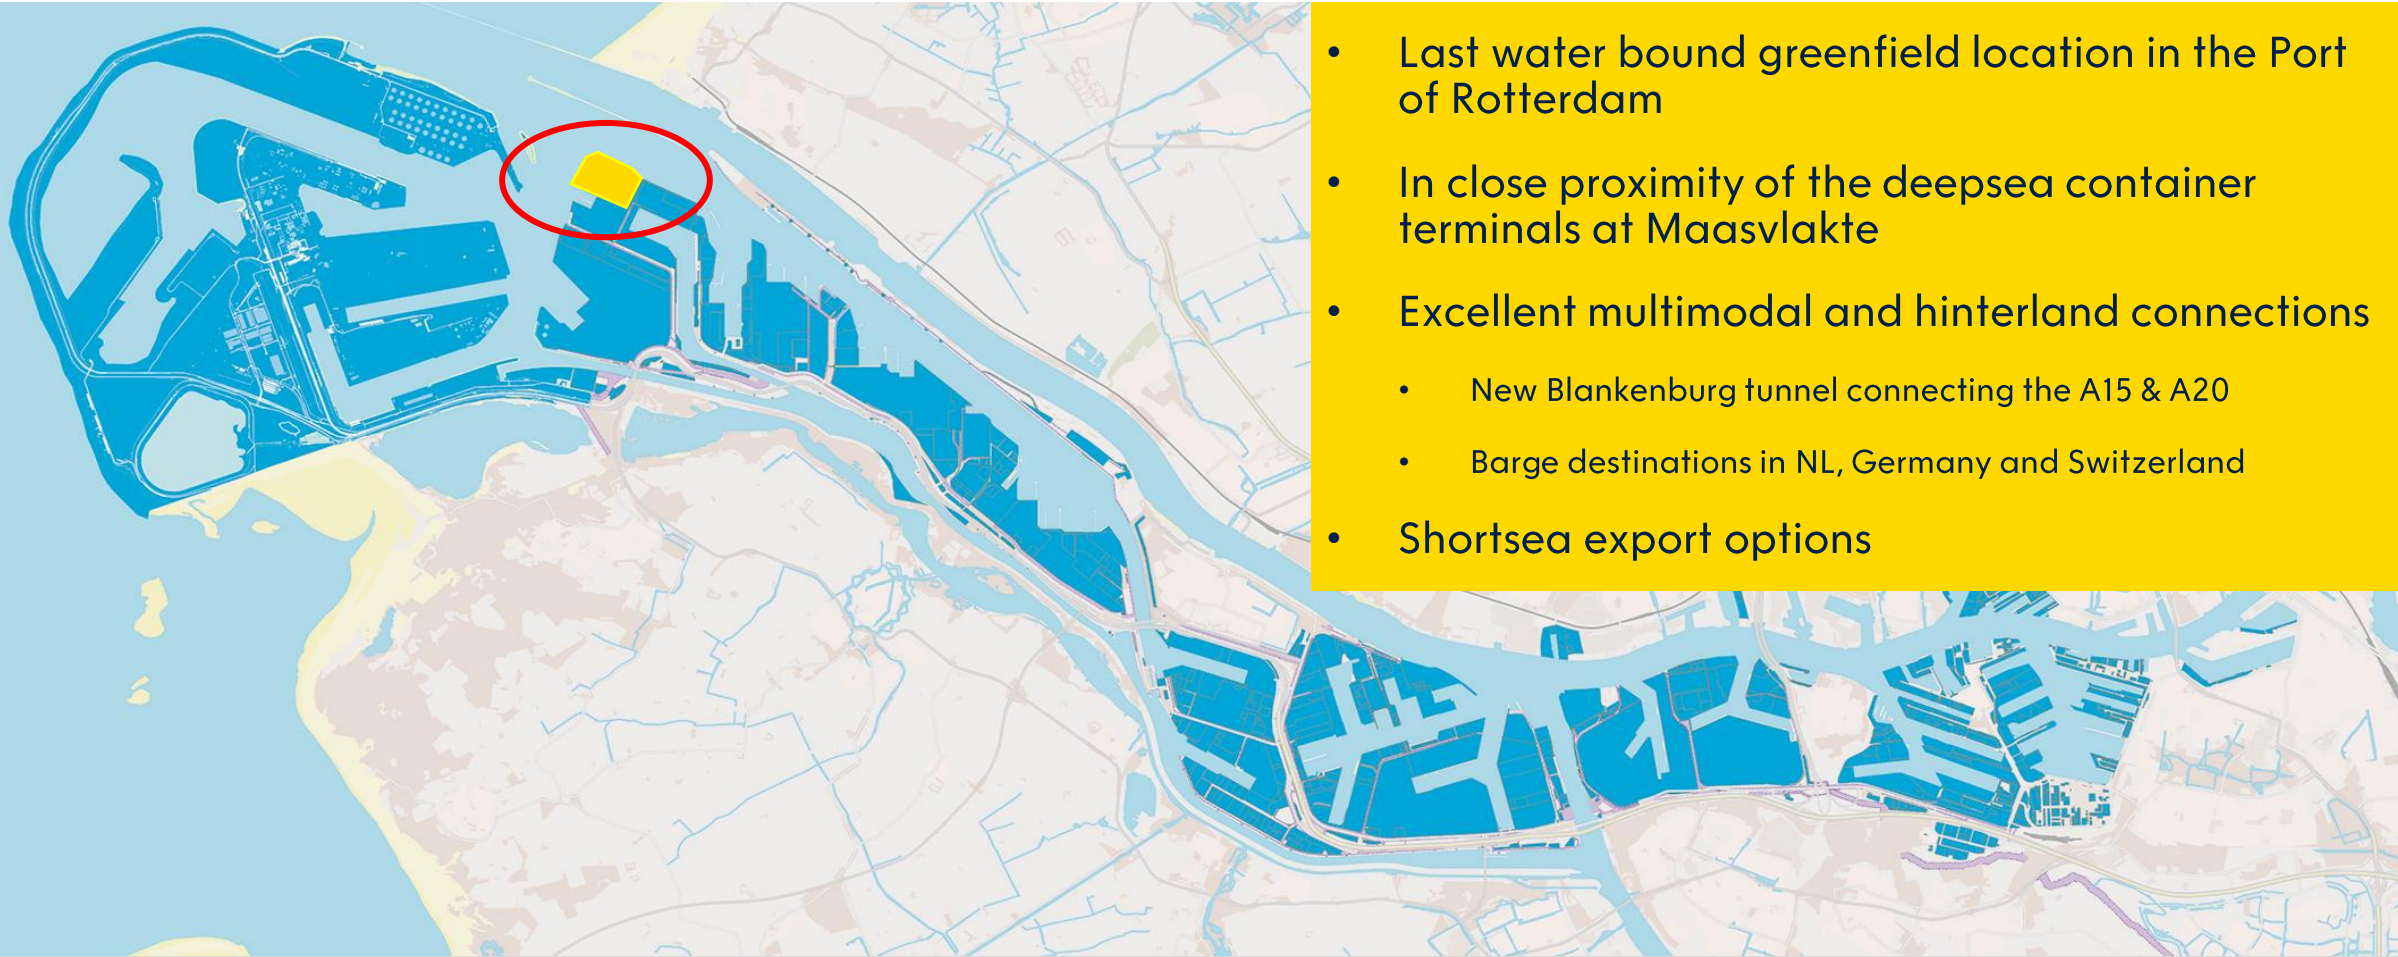 • Last water bound greenfield location in the Port
of Rotterdam
• In close proximity of the deepsea container
terminals at Maasvlakte
• Excellent multimodal and hinterland connections
• New Blankenburg tunnel connecting the A15 & A20
• Barge destinations in NL, Germany and Switzerland
• Shortsea export options